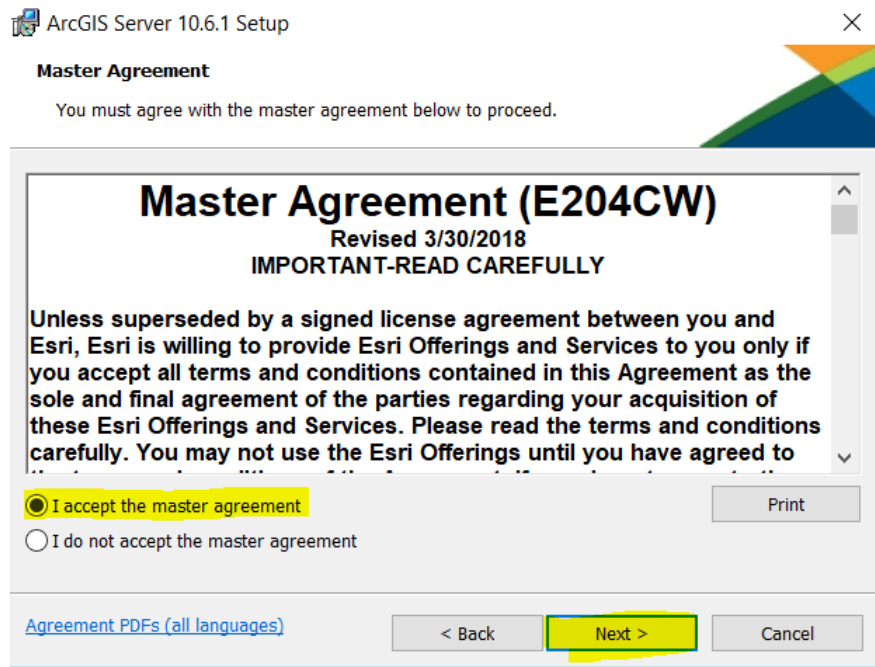 ArcGIS Server 10.6.1 Setup
Master Agreement
You must agree with the master agreement below to proceed.
Master Agreement (E204CW)
Revised 3/30/2018
IMPORTANT-READ CAREFULLY
Unless superseded by a signed license agreement between you and
Esri, Esri is willing to provide Esri Offerings and Services to you only if
you accept all terms and conditions contained in this Agreement as the
sole and final agreement of the parties regarding your acquisition of
these Esri Offerings and Services. Please read the terms and conditions
carefully. You may not use the Esri Offerings until you have agreed to
I accept the master agreement
Print
I do not accept the master agreement
Agreement PDFs (all languages)
< Back
Next >
Cancel